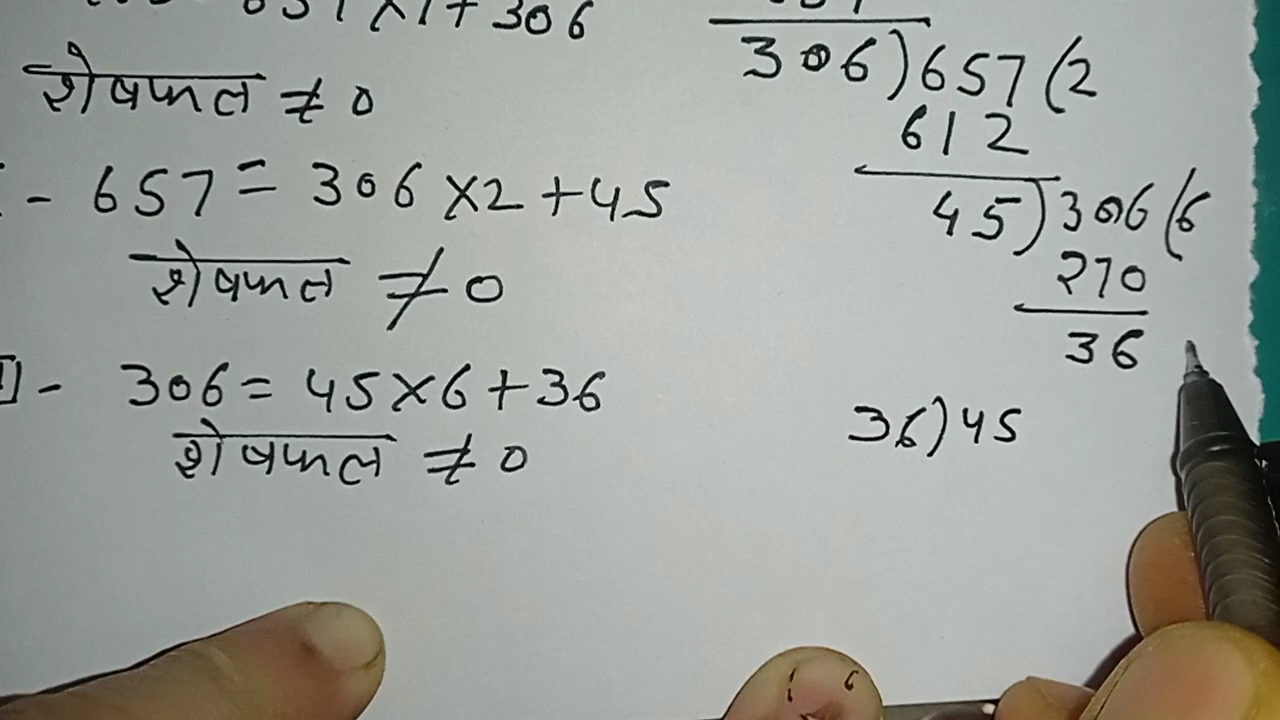 657×1+306
शेषफल ≠ 0
- 657 = 306 ×2 + 45
शेषफल ≠ 0
- 306 = 45×6 + 36
शेषफल ≠ 0
306)657(2
612
45)306(6
270
36
36)45